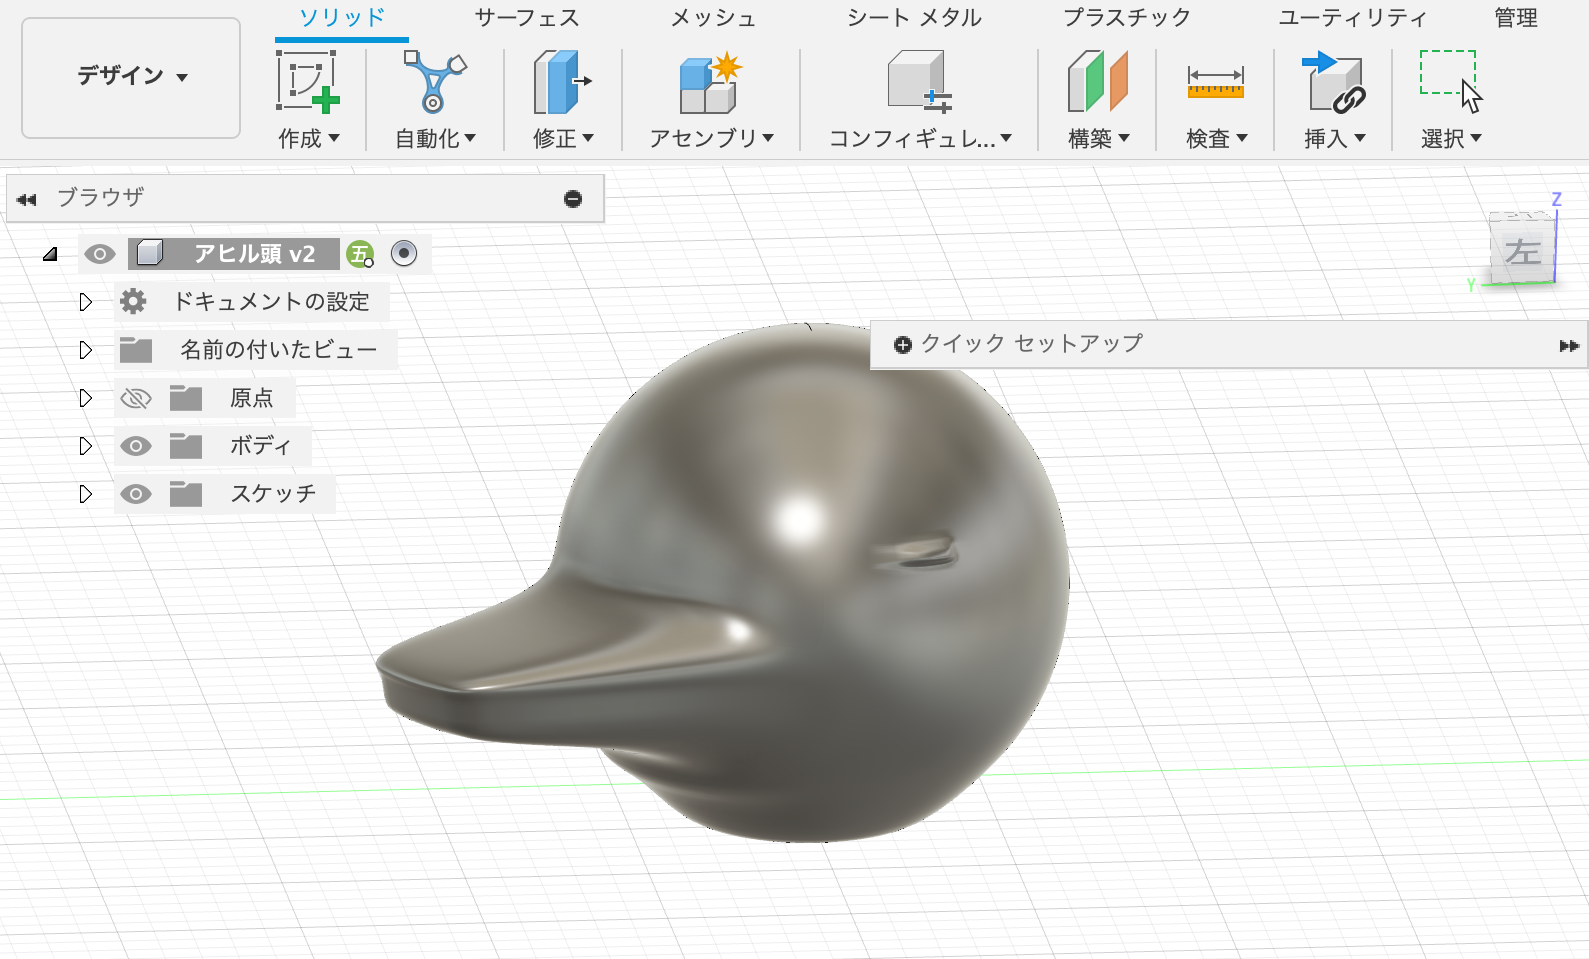 ソリッド サーフェス メッシュ シート メタル プラスチック ユーティリティ 管理
デザイン
作成 自動化 修正 アセンブリ コンフィギュレ... 構築 検査 挿入 選択
ブラウザ
アヒル頭 v2 五
ドキュメントの設定
名前の付いたビュー
原点
ボディ
スケッチ
クイック セットアップ
Z
左
Y